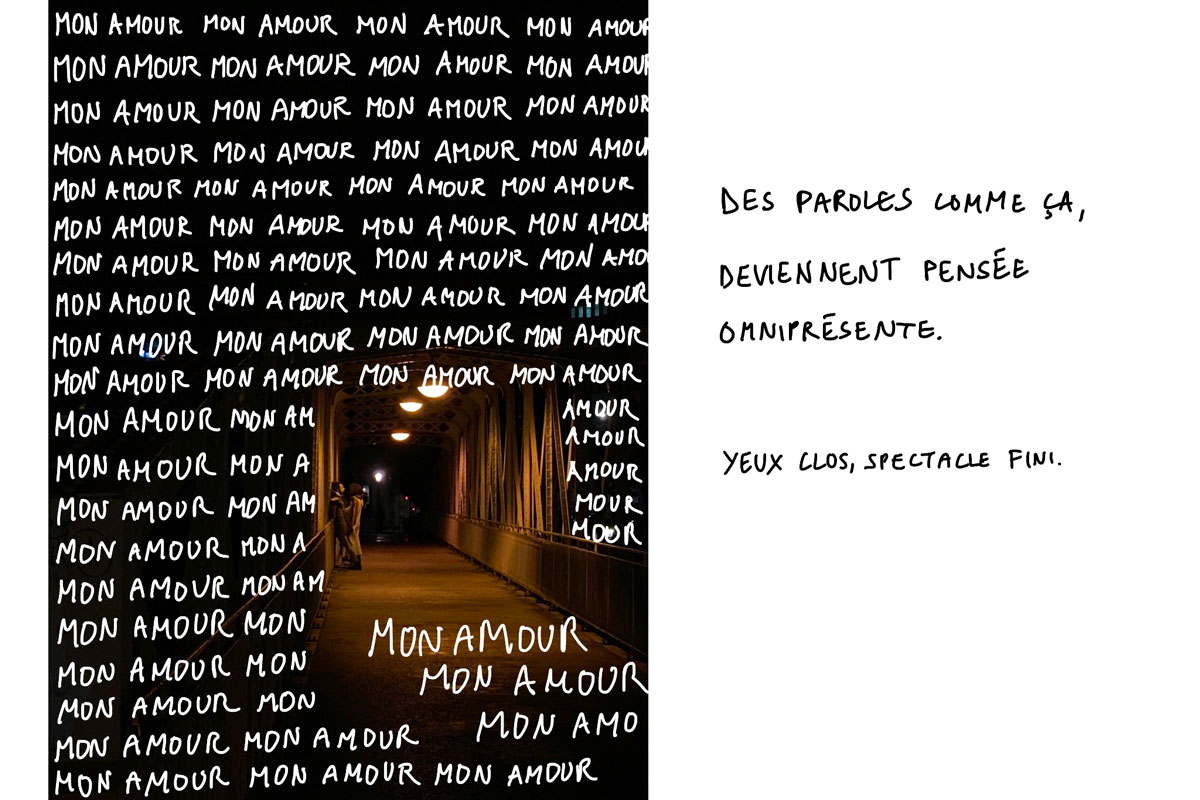 MON AMOUR MON AMOUR MON AMOUR MON AMOUR
MON AMOUR MON AMOUR MON AMOUR MON AMOUR
MON AMOUR MON AMOUR MON AMOUR MON AMOUR
MON AMOUR MON AMOUR MON AMOUR MON AMOU
MON AMOUR MON AMOUR MON AMOUR MON AMOUR
MON AMOUR MON AMOUR MON AMOUR MON AMOUR
MON AMOUR MON AMOUR MON AMOUR MON AMO
MON AMOUR MON AMOUR MON AMOUR MON AMOUR
MON AMOUR MON AMOUR MON AMOUR MON AMOUR
MON AMOUR MON AMOUR MON AMOUR MON AMOUR
MON AMOUR MON AM AMOUR
AMOUR
MON AMOUR MON A AMOUR
MON AMOUR MON AM MOUR
MOUR
MON AMOUR MON A
MON AMOUR MON AM
MON AMOUR MON
MON AMOUR
MON AMOUR MON
MON AMOUR
MON AMOUR MON
MON AMO
MON AMOUR MON AMOUR
MON AMOUR MON AMOUR MON AMOUR
DES PAROLES COMME ÇA,
DEVIENNENT PENSÉE
OMNIPRÉSENTE.
YEUX CLOS, SPECTACLE FINI.